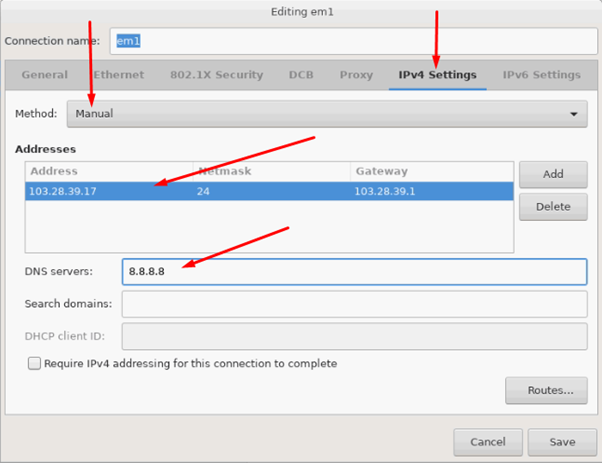 Editing em1
Connection name: em1
General Ethernet 802.1X Security DCB Proxy IPv4 Settings IPv6 Settings
Method: Manual
Addresses
Address Netmask Gateway
103.28.39.17 24 103.28.39.1
Add
Delete
DNS servers: 8.8.8.8
Search domains:
DHCP client ID:
Require IPv4 addressing for this connection to complete
Routes...
Cancel Save